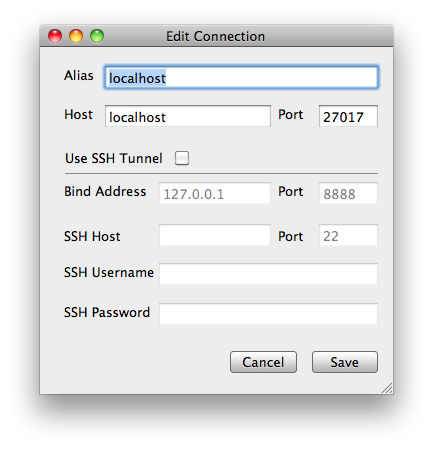 Edit Connection
Alias localhost
Host localhost Port 27017
Use SSH Tunnel
Bind Address 127.0.0.1 Port 8888
SSH Host Port 22
SSH Username
SSH Password
Cancel Save